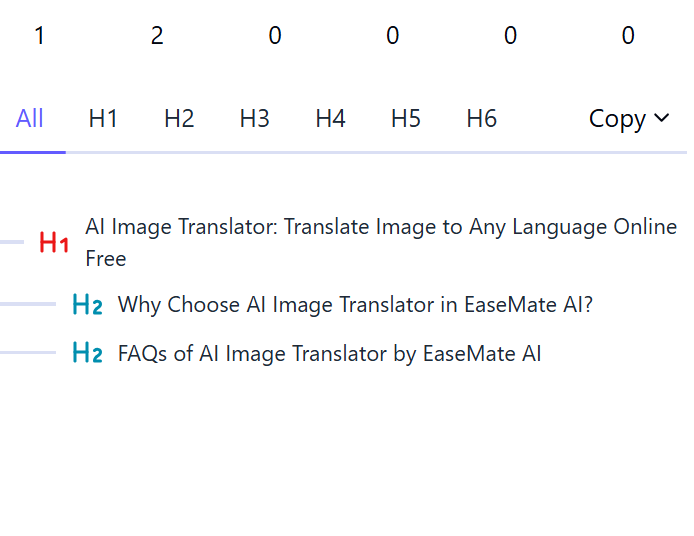 1 2 0 0 0 0
All H1 H2 H3 H4 H5 H6 Copy
H1 AI Image Translator: Translate Image to Any Language Online
Free
H2 Why Choose AI Image Translator in EaseMate AI?
H2 FAQs of AI Image Translator by EaseMate AI